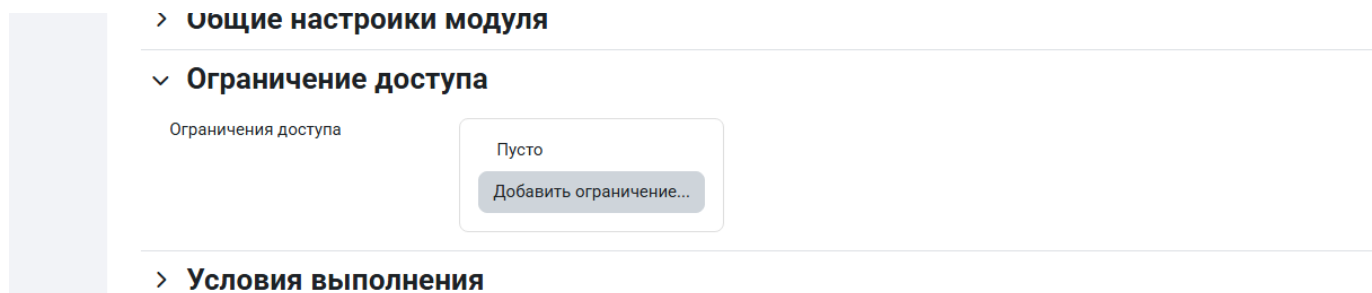 Общие настройки модуля
Ограничение доступа
Ограничения доступа
Пусто
Добавить ограничение...
Условия выполнения